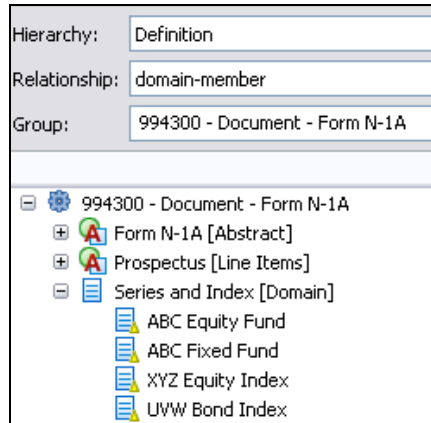 Hierarchy: Definition
Relationship: domain-member
Group: 994300 - Document - Form N-1A
994300 - Document - Form N-1A
Form N-1A [Abstract]
Prospectus [Line Items]
Series and Index [Domain]
ABC Equity Fund
ABC Fixed Fund
XYZ Equity Index
UVW Bond Index